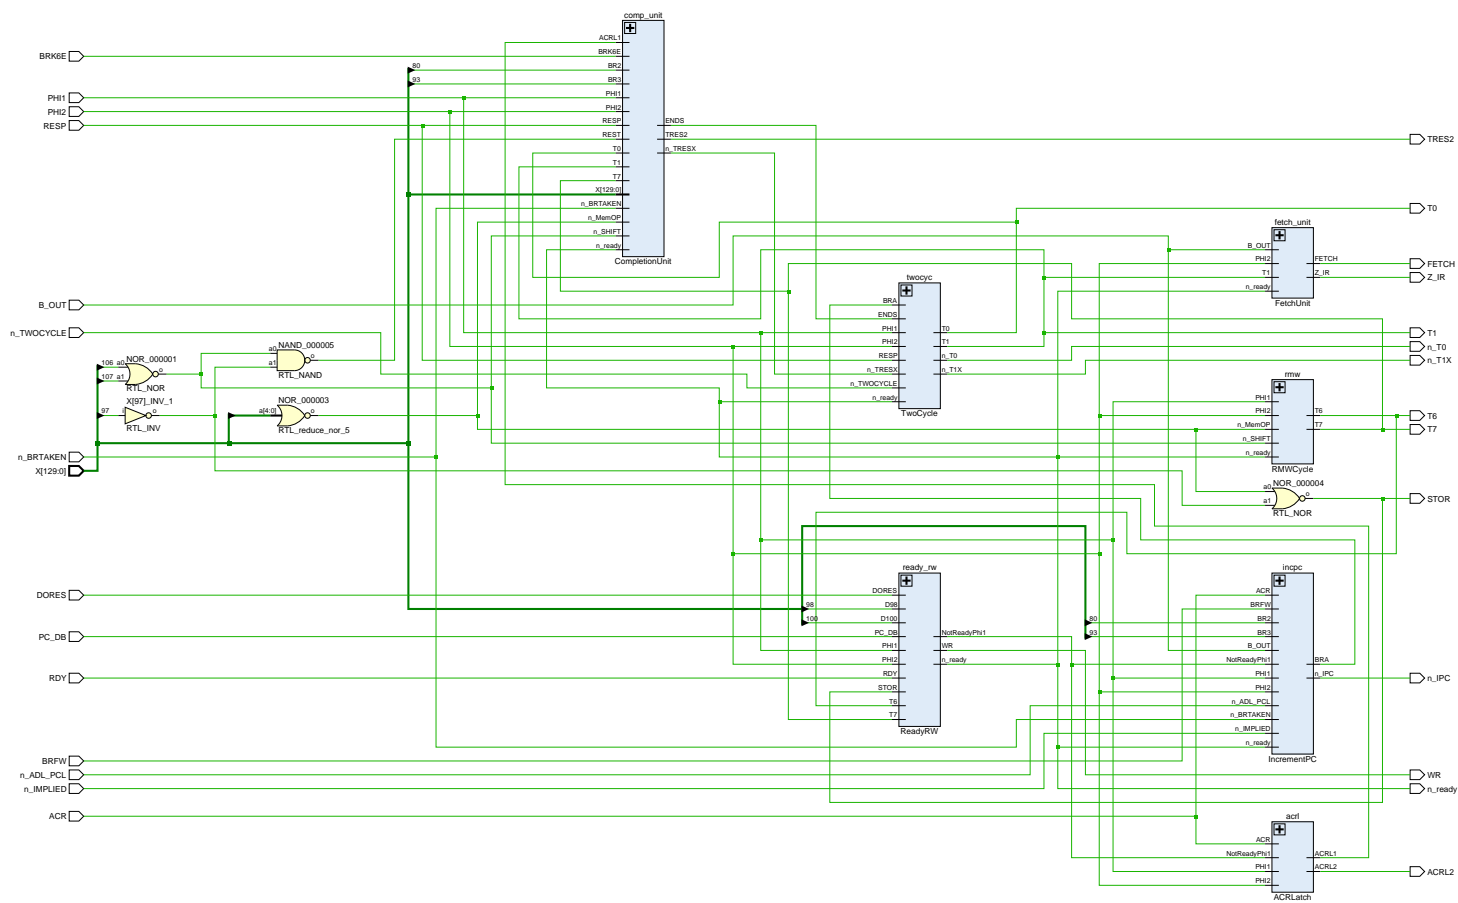 comp_unit
ACRL1
BRK6E
BR2
BR3
PHI1
PHI2
RESP
REST
T0
T1
T7
X[129:0]
n_BRTAKEN
n_MemOP
n_SHIFT
n_ready
ENDS
TRES2
n_TRESX
CompletionUnit
80
93
BRK6E
PHI1
PHI2
RESP
B_OUT
n_TWOCYCLE
n_BRTAKEN
X[129:0]
DORES
PC_DB
RDY
BRFW
n_ADL_PCL
n_IMPLIED
ACR
NOR_000001
106 a0
107 a1
o
RTL_NOR
X[97]_INV_1
97 i
o
RTL_INV
NAND_000005
a0
a1
o
RTL_NAND
NOR_000003
a[4:0]
o
RTL_reduce_nor_5
twocyc
BRA
ENDS
PHI1
PHI2
RESP
n_TRESX
n_TWOCYCLE
n_ready
T0
T1
n_T0
n_T1X
TwoCycle
fetch_unit
B_OUT
PHI2
T1
n_ready
FETCH
Z_IR
FetchUnit
rmw
PHI1
PHI2
n_MemOP
n_SHIFT
n_ready
T6
T7
RMWCycle
NOR_000004
a0
a1
o
RTL_NOR
ready_rw
DORES
98 D98
100 D100
PC_DB
PHI1
PHI2
RDY
STOR
T6
T7
NotReadyPhi1
WR
n_ready
ReadyRW
incpc
ACR
BRFW
80 BR2
93 BR3
B_OUT
NotReadyPhi1
PHI1
PHI2
n_ADL_PCL
n_BRTAKEN
n_IMPLIED
n_ready
BRA
n_IPC
IncrementPC
acrl
ACR
NotReadyPhi1
PHI1
PHI2
ACRL1
ACRL2
ACRLatch
TRES2
T0
FETCH
Z_IR
T1
n_T0
n_T1X
T6
T7
STOR
n_IPC
WR
n_ready
ACRL2